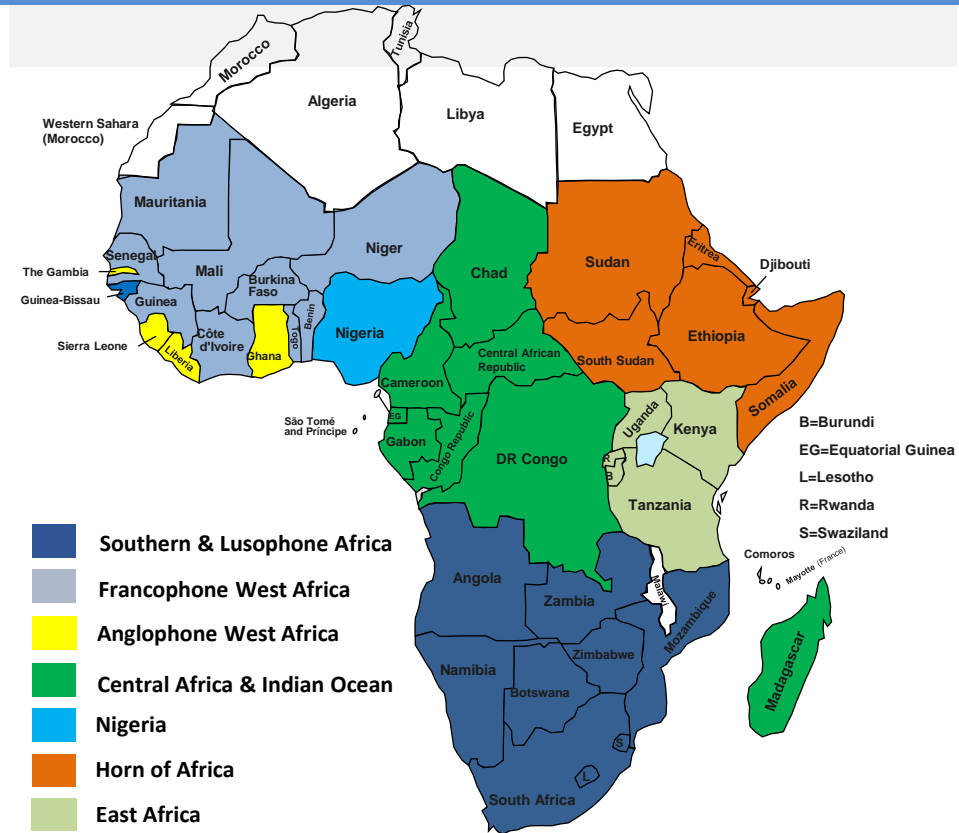 Tunisia
Morocco
Algeria
Libya
Egypt
Western Sahara
(Morocco)
Mauritania
Niger
Mali
Senegal
The Gambia
Guinea-Bissau
Guinea
Burkina
Faso
Benin
Togo
Sierra Leone
Liberia
Côte
d'Ivoire
Ghana
Nigeria
Chad
Sudan
Eritrea
Djibouti
Ethiopia
South Sudan
Somalia
Central African
Republic
Cameroon
EG
São Tomé
and Príncipe
Gabon
Congo Republic
DR Congo
Uganda
Kenya
R
B
Tanzania
B=Burundi
EG=Equatorial Guinea
L=Lesotho
R=Rwanda
S=Swaziland
Comoros
Mayotte (France)
Angola
Zambia
Malawi
Mozambique
Zimbabwe
Namibia
Botswana
Madagascar
S
L
South Africa
Southern & Lusophone Africa
Francophone West Africa
Anglophone West Africa
Central Africa & Indian Ocean
Nigeria
Horn of Africa
East Africa